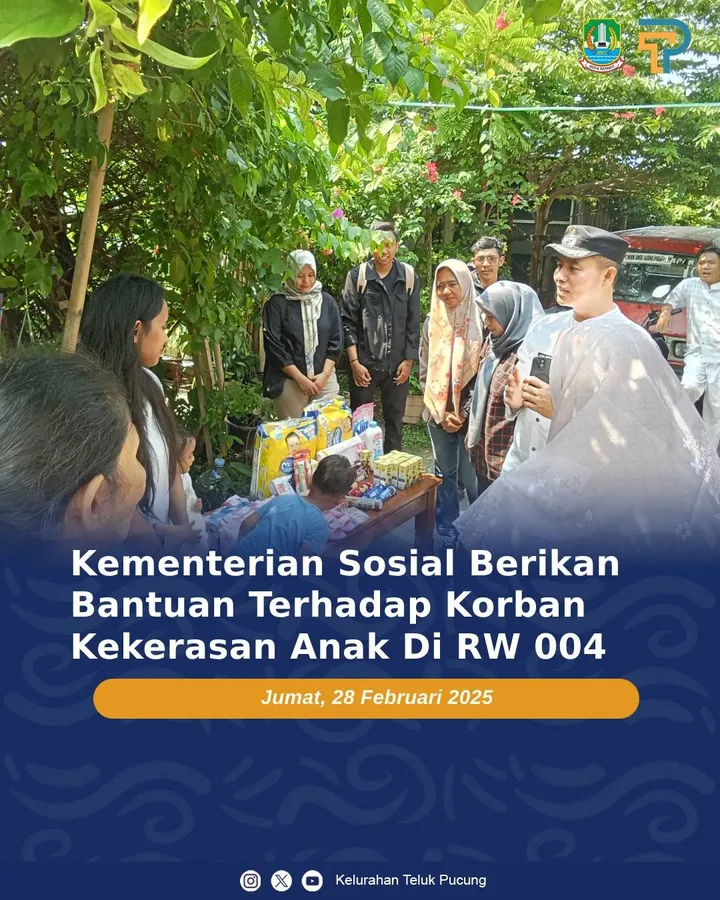 Kementerian Sosial Berikan
Bantuan Terhadap Korban
Kekerasan Anak Di RW 004
Jumat, 28 Februari 2025
Kelurahan Teluk Pucung